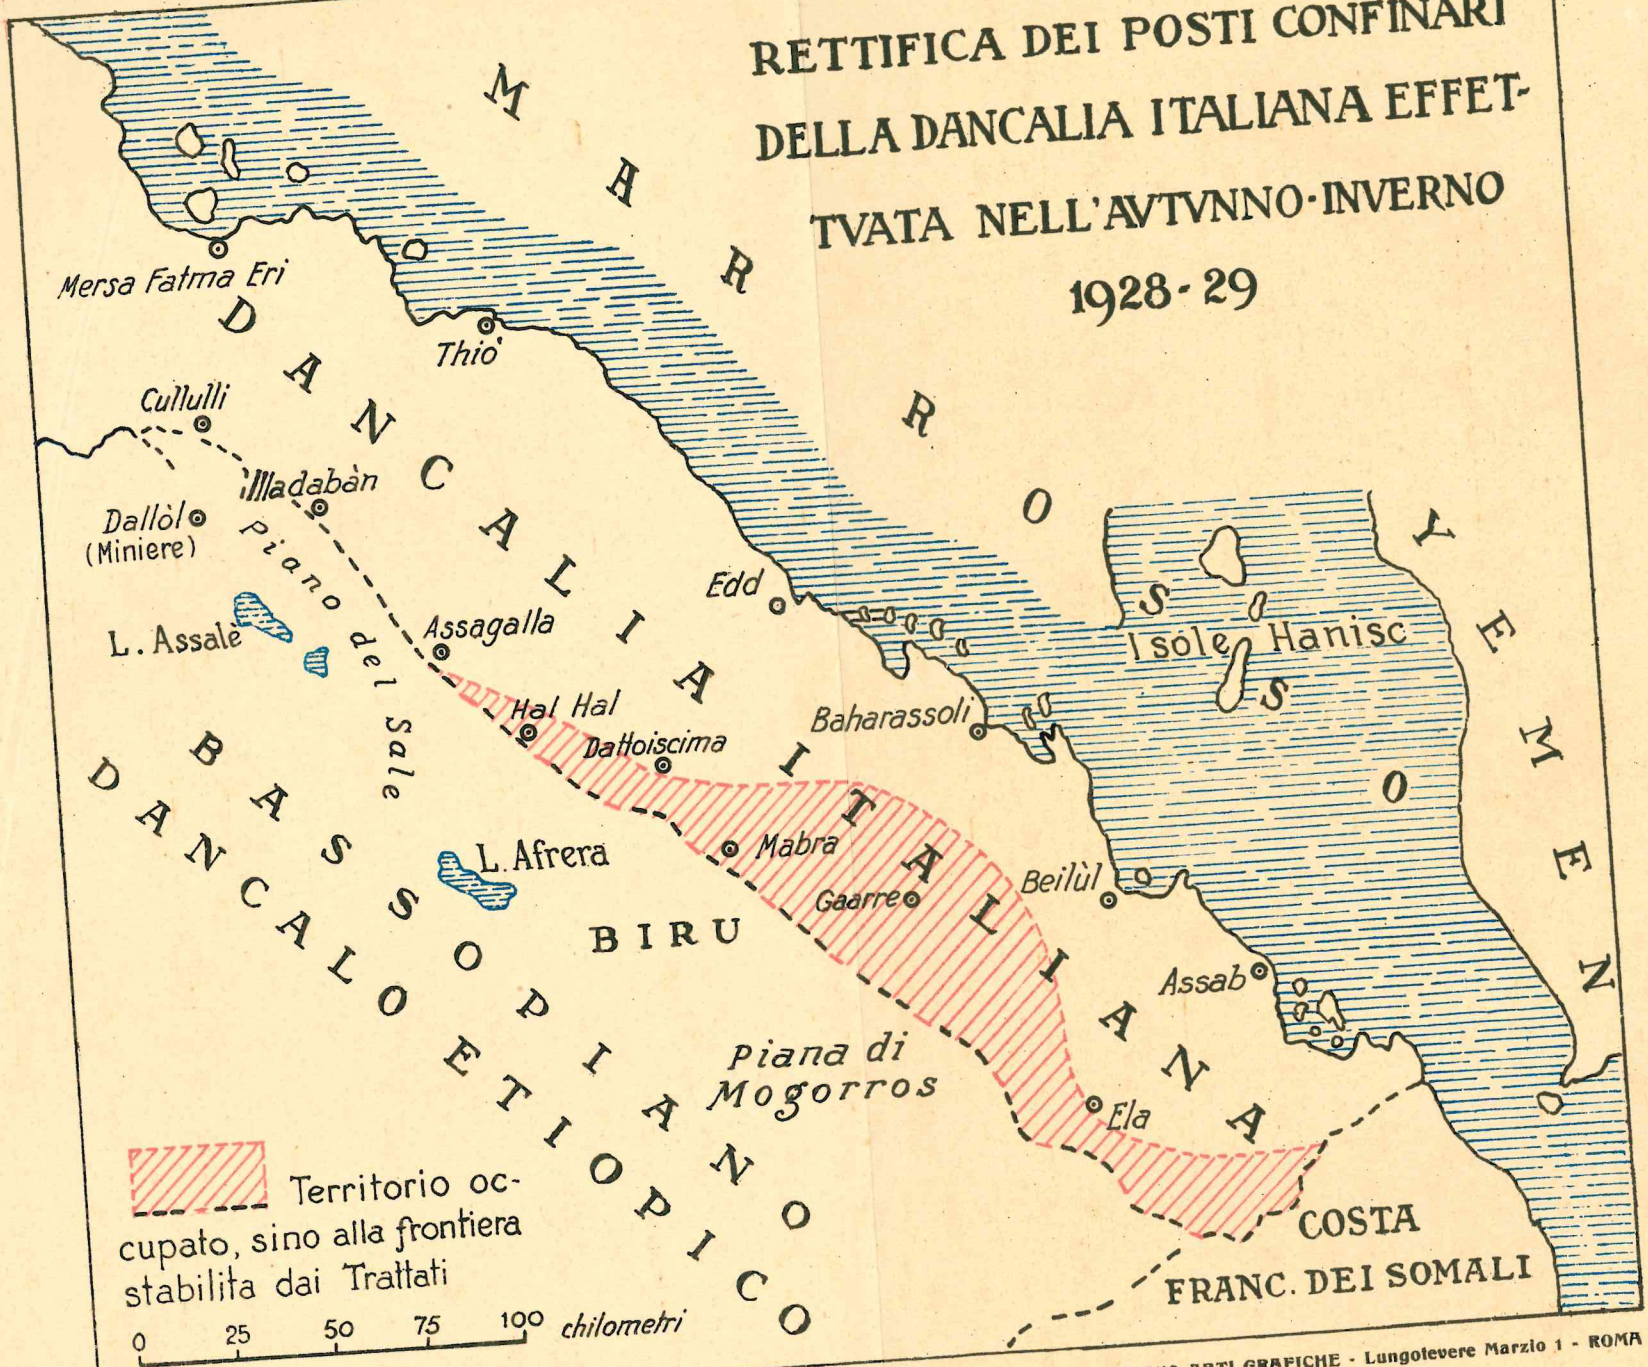 RETTIFICA DEI POSTI CONFINARI
DELLA DANCALIA ITALIANA EFFET-
TVATA NELL'AVTVNNO-INVERNO
1928-29
MAR ROSSO
YEMEN
Mersa Fatma Eri
Thiò
DANCALIA ITALIANA
Cullulli
Madabàn
Dallòl
(Miniere)
Piano del Sale
L. Assalè
Assagalla
Edd
Isole Hanisc
Hal Hal
Dattoiscima
Baharassoli
BASSOPIANO
DANCALO ETIOPICO
L. Afrera
Mabra
Gaarre
Beilùl
BIRU
Assab
Piana di
Mogorros
Ela
COSTA
FRANC. DEI SOMALI
Territorio oc-
cupato, sino alla frontiera
stabilita dai Trattati
0 25 50 75 100 chilometri
ARTI GRAFICHE - Lungotevere Marzio 1 - ROMA